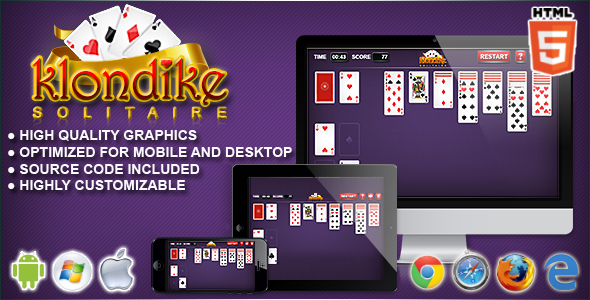 klondike
SOLITAIRE
● HIGH QUALITY GRAPHICS
● OPTIMIZED FOR MOBILE AND DESKTOP
● SOURCE CODE INCLUDED
● HIGHLY CUSTOMIZABLE
HTML
5
TIME 00:43 SCORE 77
RESTART ?